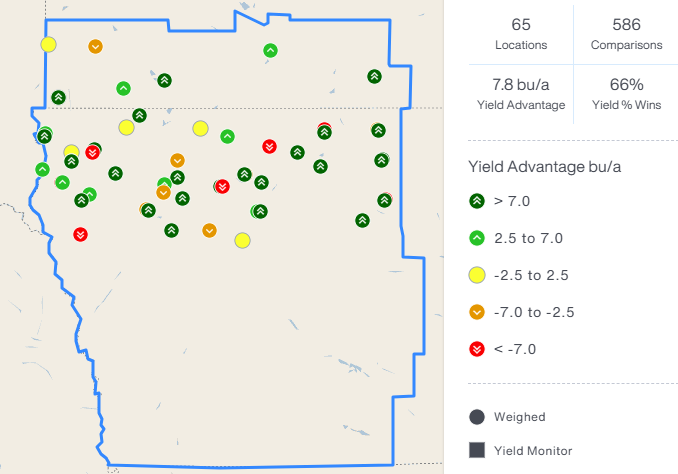 65
Locations
586
Comparisons
7.8 bu/a
Yield Advantage
66%
Yield % Wins
Yield Advantage bu/a
> 7.0
2.5 to 7.0
-2.5 to 2.5
-7.0 to -2.5
< -7.0
Weighed
Yield Monitor